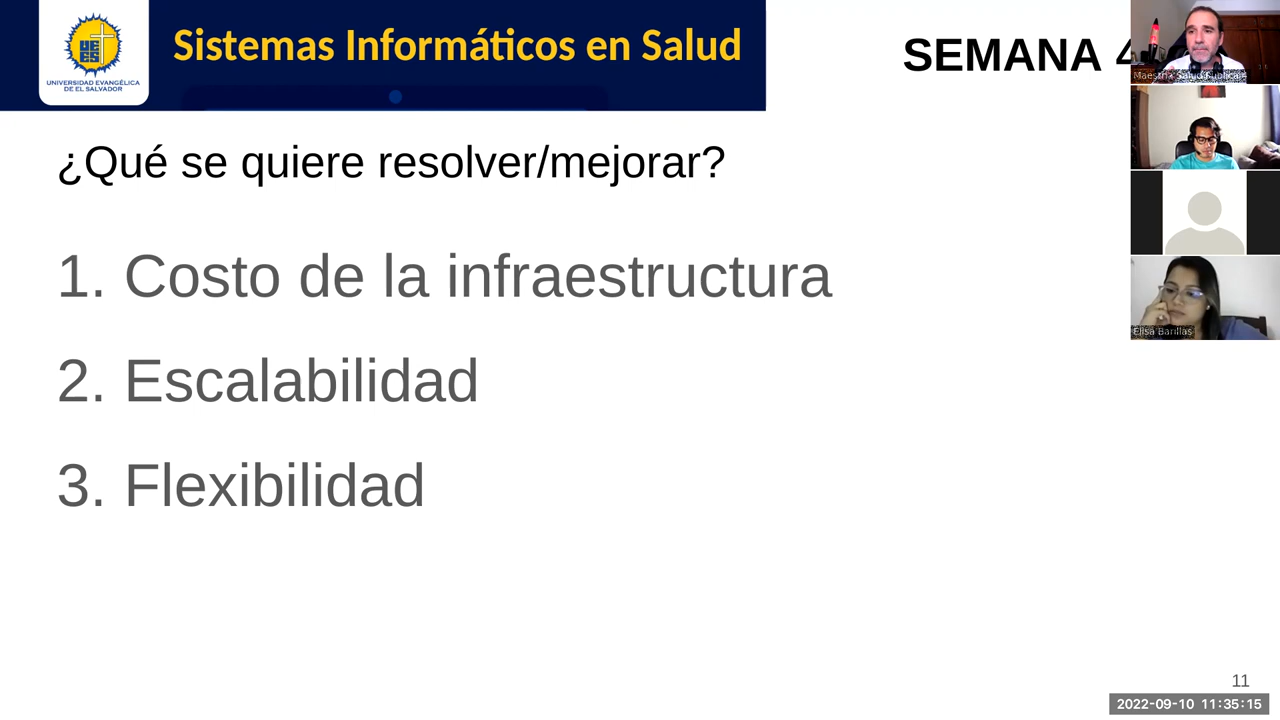 Sistemas Informáticos en Salud
UNIVERSIDAD EVANGÉLICA
DE EL SALVADOR
SEMANA 4
Maestría Salud Pública
¿Qué se quiere resolver/mejorar?
1. Costo de la infraestructura
2. Escalabilidad
3. Flexibilidad
Elisa Barillas
11
2022-09-10 11:35:15